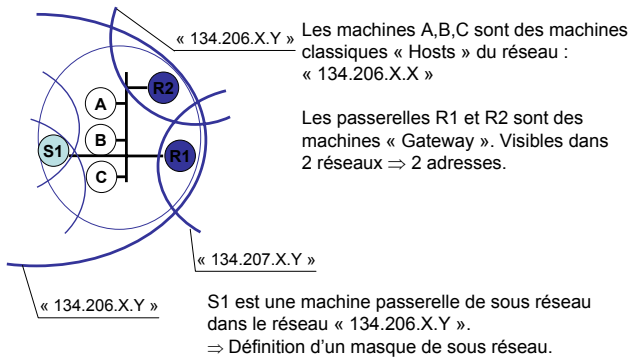 « 134.206.X.Y »
Les machines A,B,C sont des machines
classiques « Hosts » du réseau :
« 134.206.X.X »
Les passerelles R1 et R2 sont des
machines « Gateway ». Visibles dans
2 réseaux ⇒ 2 adresses.
R2
A
B
S1
R1
C
« 134.207.X.Y »
« 134.206.X.Y »
S1 est une machine passerelle de sous réseau
dans le réseau « 134.206.X.Y ».
⇒ Définition d’un masque de sous réseau.